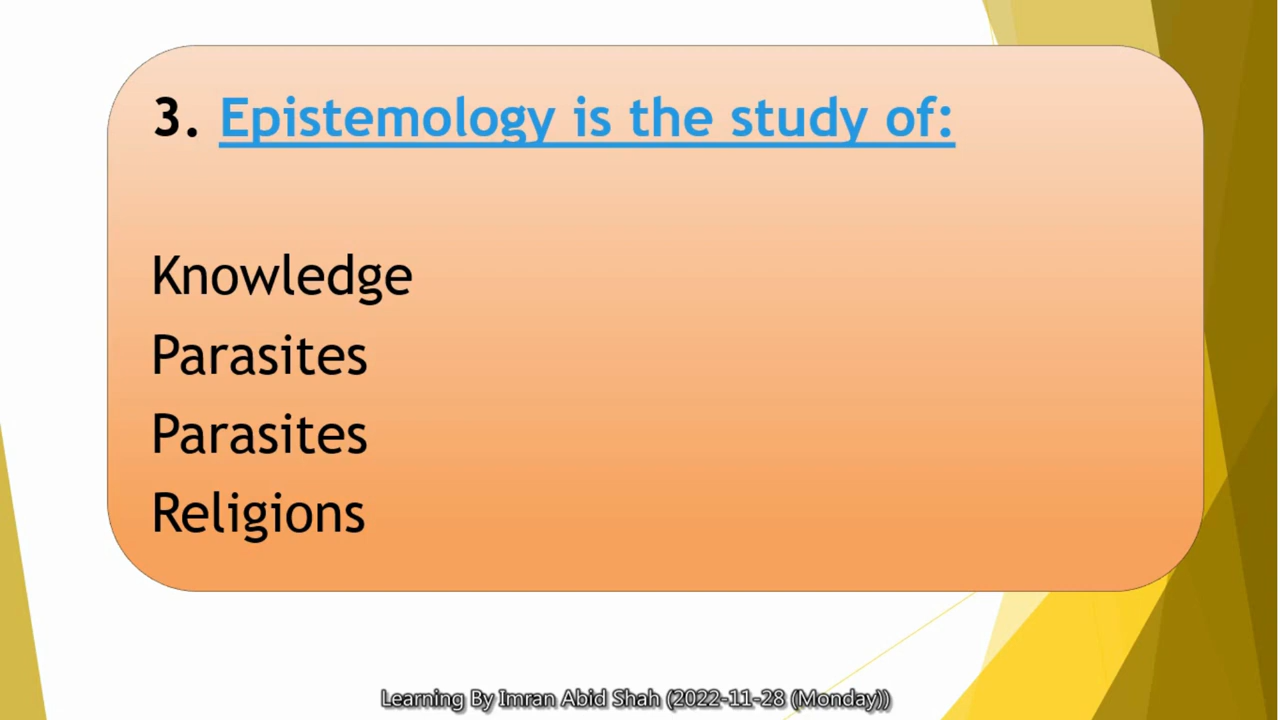 3. Epistemology is the study of:
Knowledge
Parasites
Parasites
Religions
Learning By Imran Abid Shah (2022-11-28 (Monday))